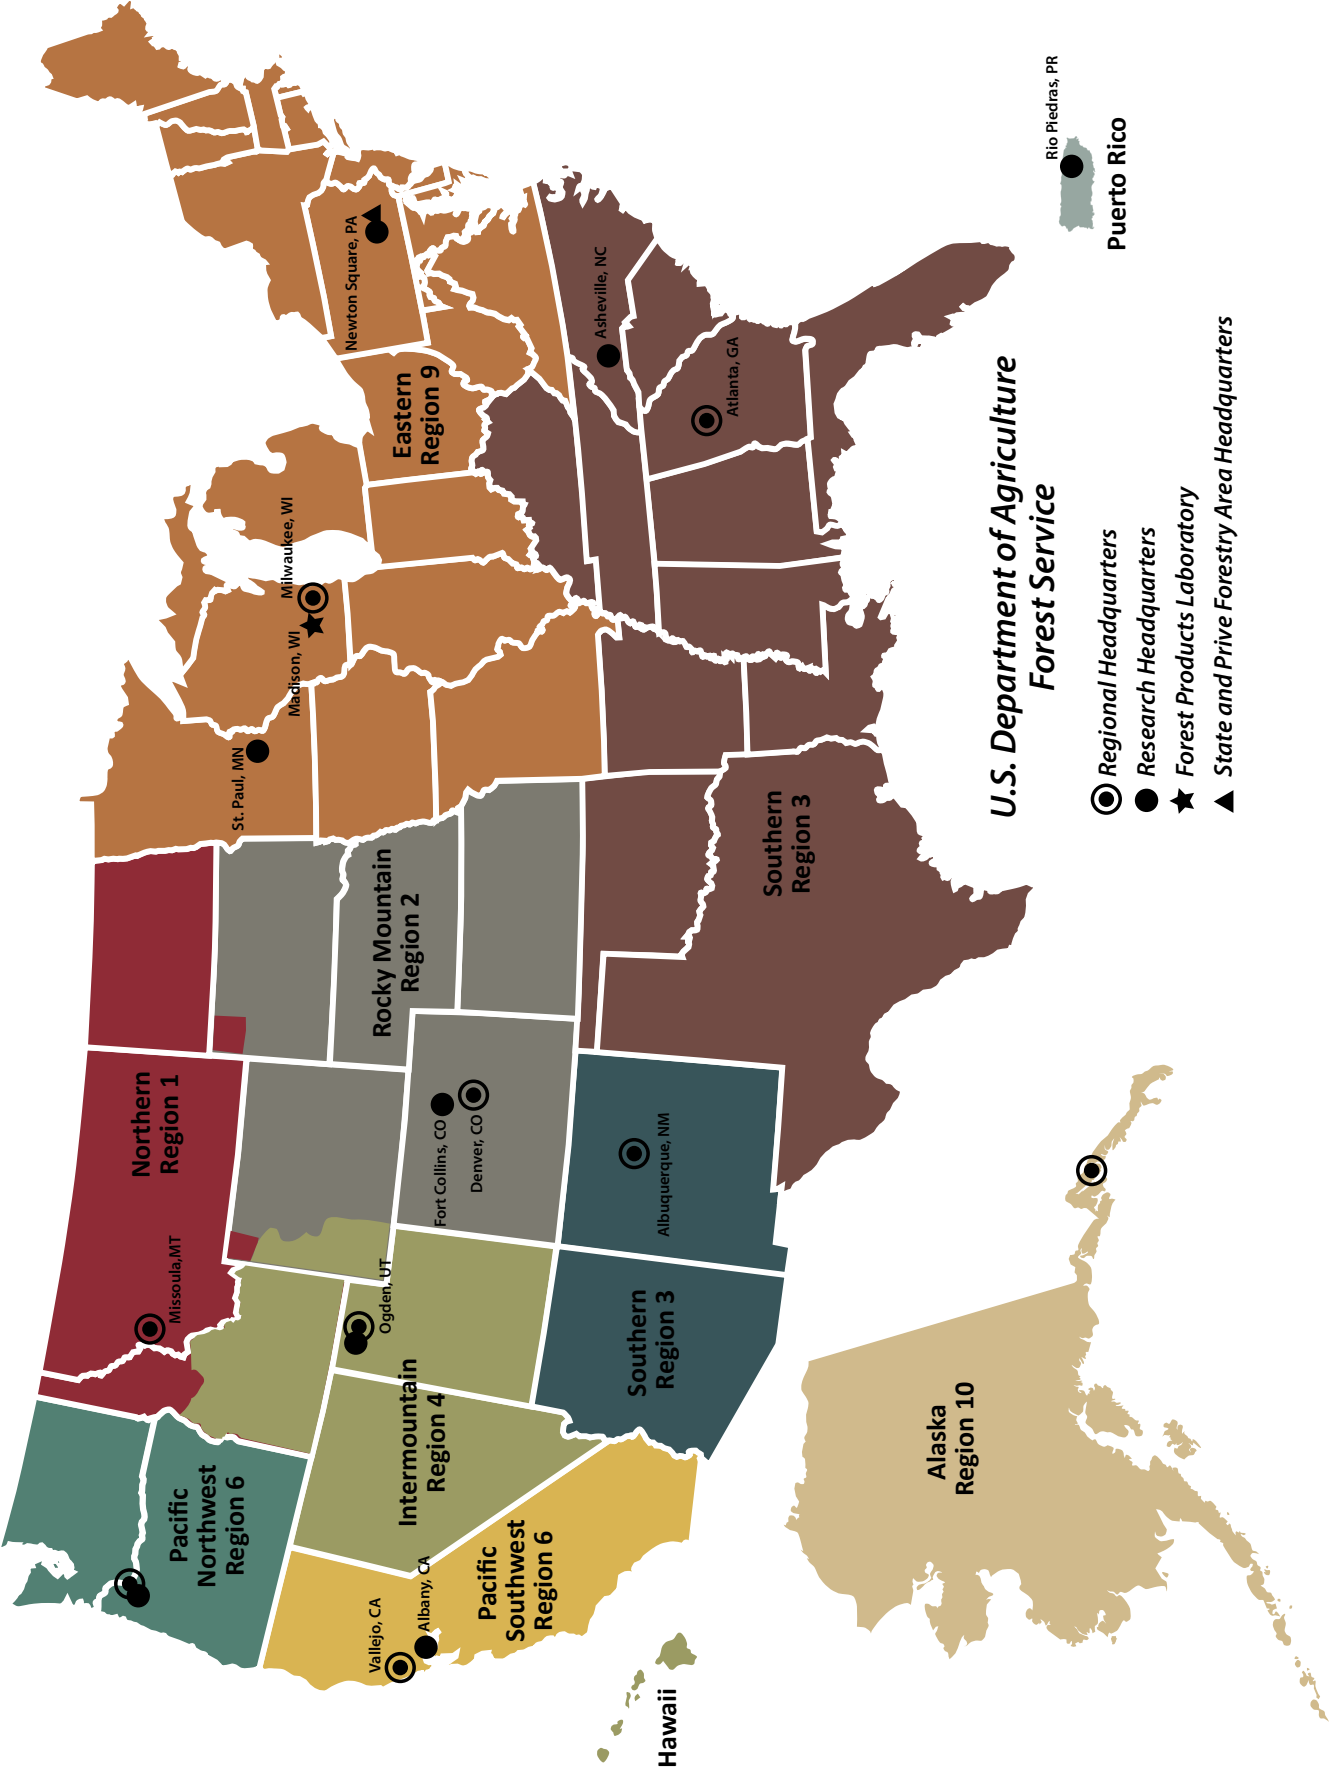 Pacific
Northwest
Region 6
Northern
Region 1
Missoula,MT
Rocky Mountain
Region 2
Fort Collins, CO
Denver, CO
Intermountain
Region 4
Ogden, UT
Pacific
Southwest
Region 6
Vallejo, CA
Albany, CA
Southern
Region 3
Albuquerque, NM
Southern
Region 3
Eastern
Region 9
St. Paul, MN
Madison, WI
Milwaukee, WI
Newton Square, PA
Asheville, NC
Atlanta, GA
Hawaii
Alaska
Region 10
Rio Piedras, PR
Puerto Rico
U.S. Department of Agriculture
Forest Service
Regional Headquarters
Research Headquarters
Forest Products Laboratory
State and Prive Forestry Area Headquarters